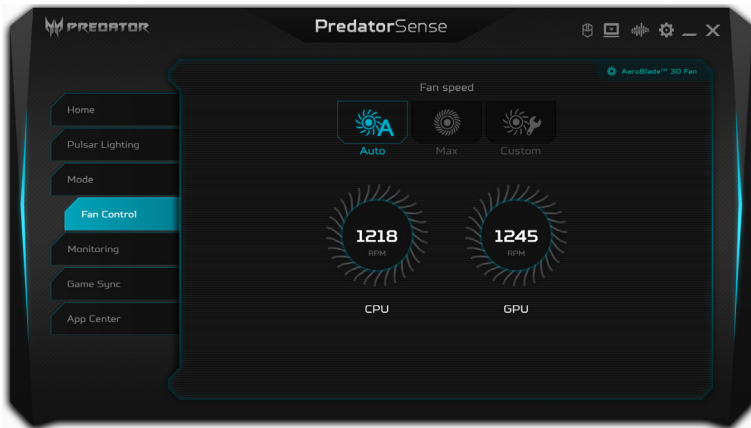 PREDATOR
PredatorSense
AeroBlade™ 3D Fan
Fan speed
Home
Pulsar Lighting
Mode
Fan Control
Monitoring
Game Sync
App Center
A
Auto
Max
Custom
1218
RPM
CPU
1245
RPM
GPU